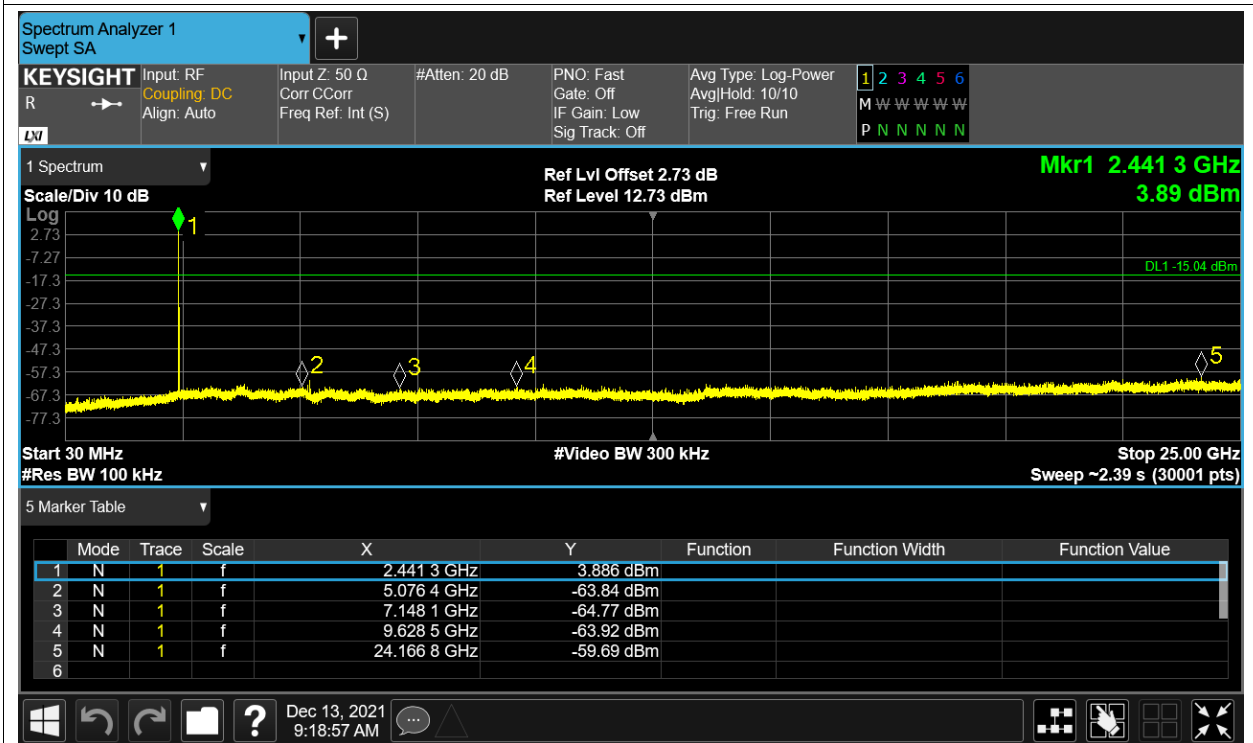 Spectrum Analyzer 1
Swept SA
KEYSIGHT
R
LXI
Input: RF
Coupling: DC
Align: Auto
Input Z: 50 Ω
Corr CCorr
Freq Ref: Int (S)
#Atten: 20 dB
PNO: Fast
Gate: Off
IF Gain: Low
Sig Track: Off
Avg Type: Log-Power
Avg|Hold: 10/10
Trig: Free Run
1 2 3 4 5 6
M W W W W W
P N N N N N
1 Spectrum
Scale/Div 10 dB
Ref Lvl Offset 2.73 dB
Ref Level 12.73 dBm
Mkr1 2.441 3 GHz
3.89 dBm
Log
2.73
-7.27
-17.3
-27.3
-37.3
-47.3
-57.3
-67.3
-77.3
1
2
3
4
5
DL1 -15.04 dBm
Start 30 MHz
#Video BW 300 kHz
Stop 25.00 GHz
#Res BW 100 kHz
Sweep ~2.39 s (30001 pts)
5 Marker Table
Mode Trace Scale X Y Function Function Width Function Value
1 N 1 f 2.441 3 GHz 3.886 dBm
2 N 1 f 5.076 4 GHz -63.84 dBm
3 N 1 f 7.148 1 GHz -64.77 dBm
4 N 1 f 9.628 5 GHz -63.92 dBm
5 N 1 f 24.166 8 GHz -59.69 dBm
6
?
Dec 13, 2021
9:18:57 AM